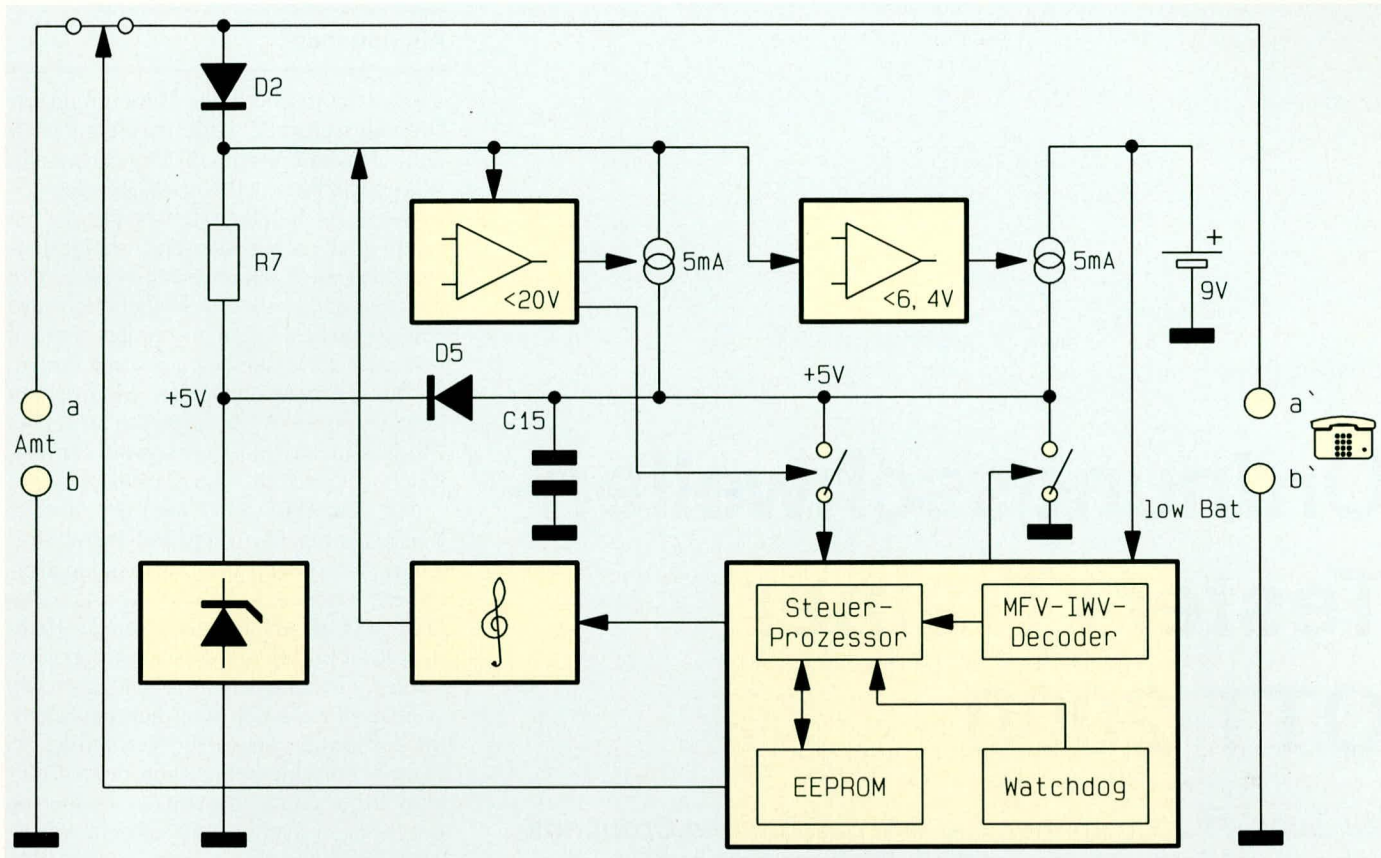 D2
R7
<20V
5mA
<6,4V
5mA
+
9V
D5
+5V
C15
+5V
a
Amt
b
a`
b`
low Bat
Steuer-
Prozessor
MFV-IWV-
Decoder
EEPROM
Watchdog